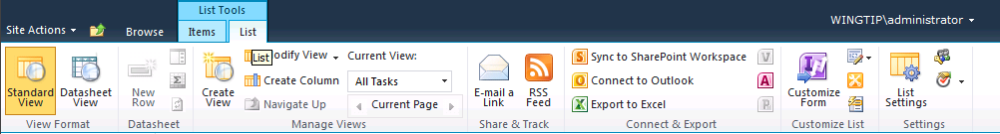 List Tools
Site Actions Browse Items List WINGTIP\administrator
Standard View
Datasheet View
View Format
New Row
Datasheet
Create View
List
odify View
Create Column
Navigate Up
Current View:
All Tasks
Current Page
Manage Views
E-mail a Link
RSS Feed
Share & Track
Sync to SharePoint Workspace
Connect to Outlook
Export to Excel
Connect & Export
Customize Form
Customize List
List Settings
Settings